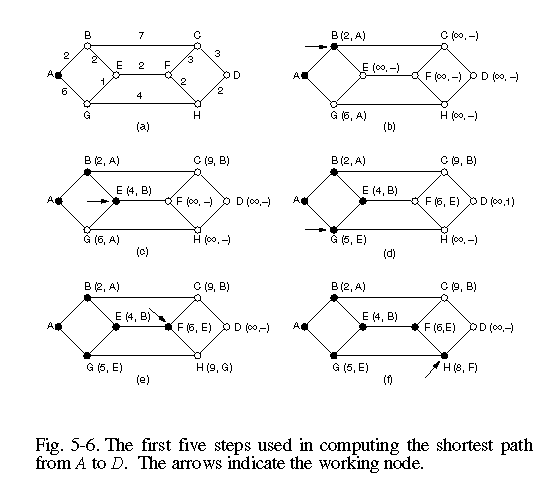 B 7 C
2 2 3 3
A E 2 F D
6 1 2 2
4
G H
(a)
B (2, A) C (∞, −)
A E (∞, −) F (∞, −) D (∞, −)
G (6, A) H (∞, −)
(b)
B (2, A) C (9, B)
A E (4, B) F (∞, −) D (∞,−)
G (6, A) H (∞, −)
(c)
B (2, A) C (9, B)
A E (4, B) F (6, E) D (∞,1)
G (5, E) H (∞, −)
(d)
B (2, A) C (9, B)
A E (4, B) F (6, E) D (∞,−)
G (5, E) H (9, G)
(e)
B (2, A) C (9, B)
A E (4, B) F (6,E) D (∞,−)
G (5, E) H (8, F)
(f)
Fig. 5-6. The first five steps used in computing the shortest path
from A to D. The arrows indicate the working node.